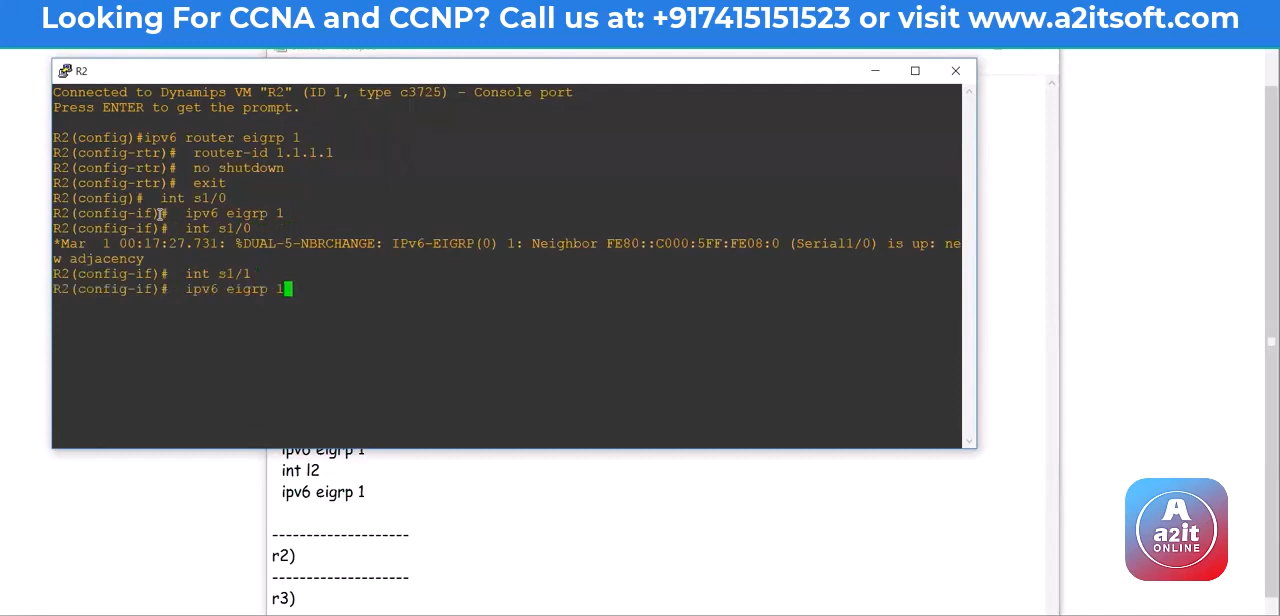 Looking For CCNA and CCNP? Call us at: +917415151523 or visit www.a2itsoft.com
R2
Connected to Dynamips VM "R2" (ID 1, type c3725) - Console port
Press ENTER to get the prompt.
R2(config)#ipv6 router eigrp 1
R2(config-rtr)#  router-id 1.1.1.1
R2(config-rtr)#  no shutdown
R2(config-rtr)#  exit
R2(config)#  int s1/0
R2(config-if)#  ipv6 eigrp 1
R2(config-if)#  int s1/0
*Mar  1 00:17:27.731: %DUAL-5-NBRCHANGE: IPv6-EIGRP(0) 1: Neighbor FE80::C000:5FF:FE08:0 (Serial1/0) is up: ne
w adjacency
R2(config-if)#  int s1/1
R2(config-if)#  ipv6 eigrp 1
ipv6 eigrp 1
int l2
ipv6 eigrp 1
--------------------
r2)
--------------------
r3)
A
a2it
ONLINE